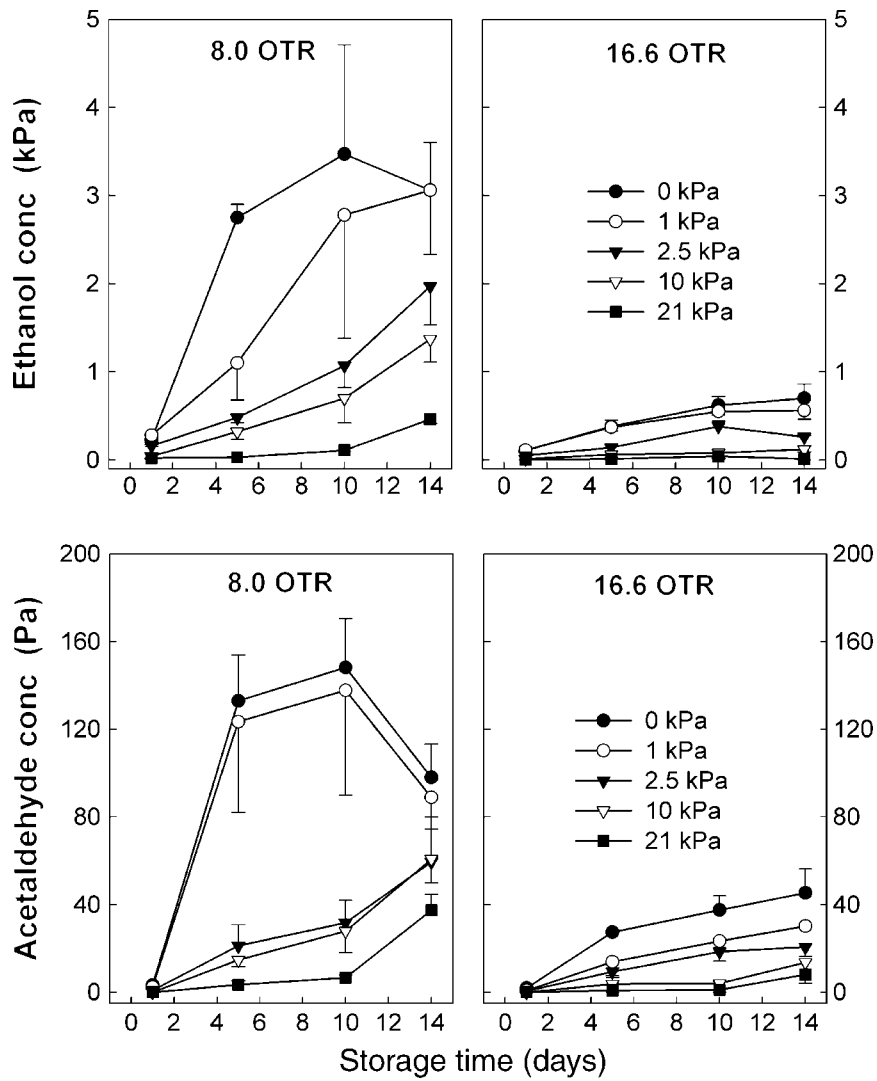 Ethanol conc (kPa)
8.0 OTR
5
4
3
2
1
0
0 2 4 6 8 10 12 14
16.6 OTR
0 kPa
1 kPa
2.5 kPa
10 kPa
21 kPa
5
4
3
2
1
0
0 2 4 6 8 10 12 14
Acetaldehyde conc (Pa)
8.0 OTR
200
160
120
80
40
0
0 2 4 6 8 10 12 14
16.6 OTR
0 kPa
1 kPa
2.5 kPa
10 kPa
21 kPa
200
160
120
80
40
0
0 2 4 6 8 10 12 14
Storage time (days)